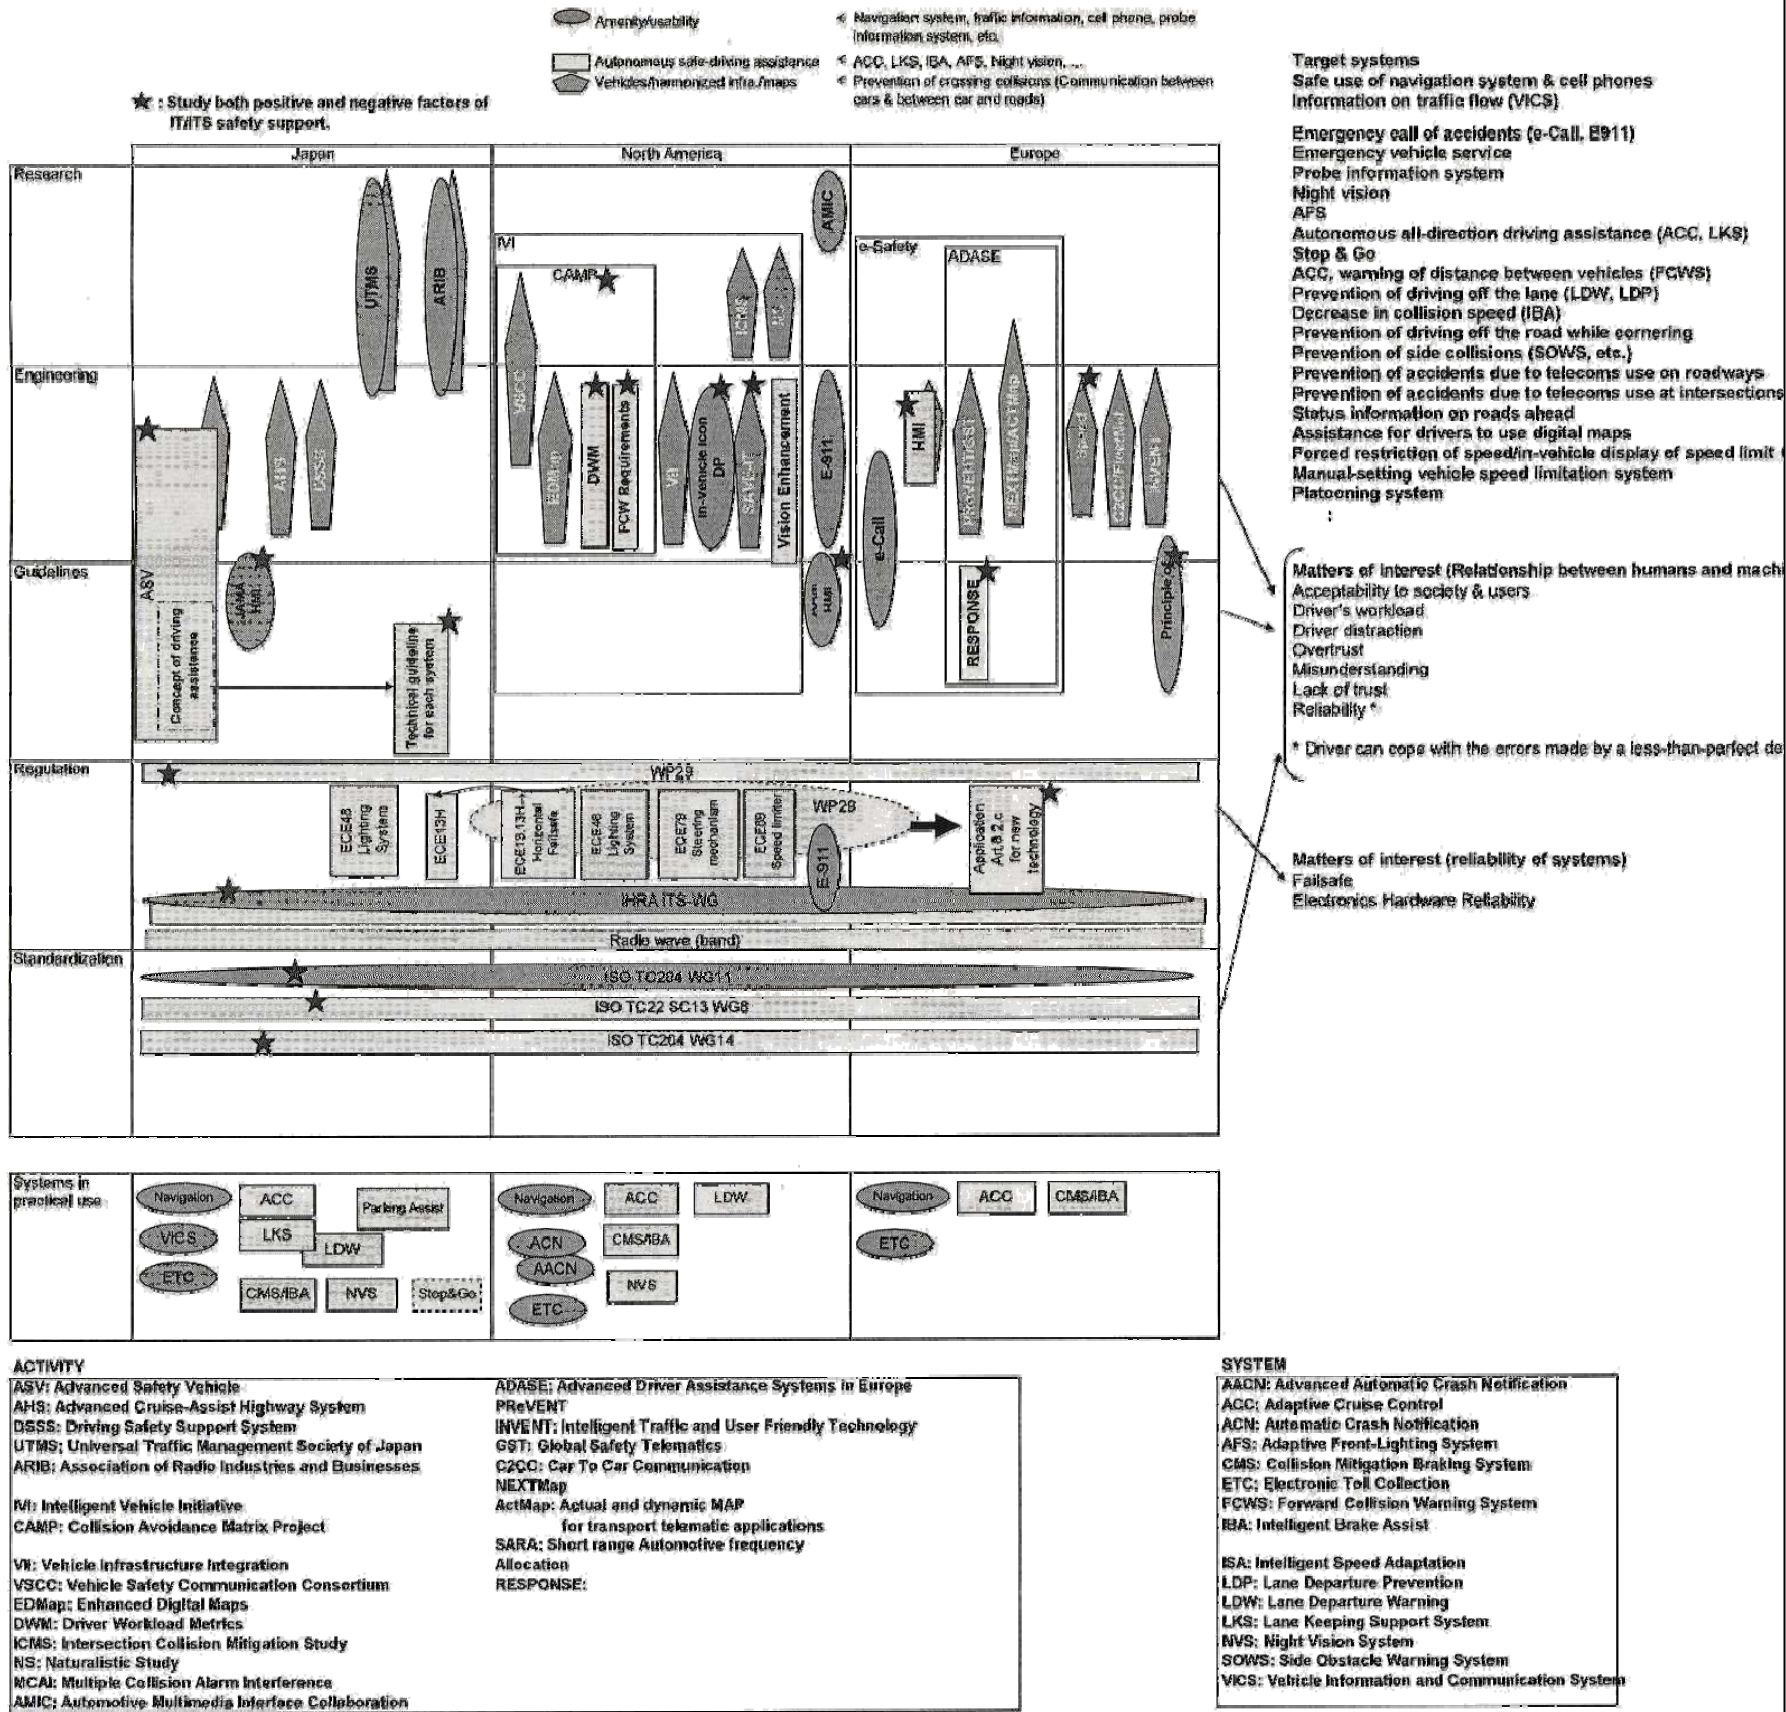 Amenity/usability
Navigation system, traffic information, cell phone, probe
information system, etc.
Autonomous safe-driving assistance
ACC, LKS, IBA, AFS, Night vision, ...
Vehicles/harmonized infra./maps
Prevention of crossing collisions (Communication between
cars & between car and roads)
★ : Study both positive and negative factors of
IT/ITS safety support.
Target systems
Safe use of navigation system & cell phones
Information on traffic flow (VICS)
Emergency call of accidents (e-Call, E911)
Emergency vehicle service
Probe information system
Night vision
AFS
Autonomous all-direction driving assistance (ACC, LKS)
Stop & Go
ACC, warning of distance between vehicles (FCWS)
Prevention of driving off the lane (LDW, LDP)
Decrease in collision speed (IBA)
Prevention of driving off the road while cornering
Prevention of side collisions (SOWS, etc.)
Prevention of accidents due to telecoms use on roadways
Prevention of accidents due to telecoms use at intersections
Status information on roads ahead
Assistance for drivers to use digital maps
Forced restriction of speed/in-vehicle display of speed limit
Manual-setting vehicle speed limitation system
Platooning system
:
Matters of interest (Relationship between humans and machi
Acceptability to society & users
Driver's workload
Driver distraction
Overtrust
Misunderstanding
Lack of trust
Reliability *
* Driver can cope with the errors made by a less-than-perfect de
Matters of interest (reliability of systems)
Failsafe
Electronics Hardware Reliability
Japan
North America
Europe
Research
UTMS
ARIB
IVI
CAMP
AMIC
ICMS
NS
e-Safety
ADASE
Engineering
VSCC
EDMap
DWM
FCW Requirements
VII
In-vehicle icon
DP
SAVE-IT
Vision Enhancement
E-911
HMI
e-Call
PReVENT/GST
NEXTMap/ACTMap
INVENT
AHS
DSSS
Guidelines
ASV
Concept of driving
assistance
JAMA
HMI
Technical guideline
for each system
HMI
RESPONSE
Principle of
Regulation
WP29
ECE48
Lighting
System
ECE13H
ECE13,13H
Horizontal
Failsafe
ECE48
Lighting
System
ECE79
Steering
mechanism
ECE89
Speed limiter
WP29
E-911
Application
Art.& 2.c
for new
technology
IHRA ITS-WG
Radio wave (band)
Standardization
ISO TC204 WG11
ISO TC22 SC13 WG8
ISO TC204 WG14
Systems in
practical use
Navigation
ACC
Parking Assist
VICS
LKS
LDW
ETC
CMS/IBA
NVS
Stop&Go
Navigation
ACC
LDW
ACN
CMS/IBA
AACN
NVS
ETC
Navigation
ACC
CMS/IBA
ETC
ACTIVITY
ASV: Advanced Safety Vehicle
AHS: Advanced Cruise-Assist Highway System
DSSS: Driving Safety Support System
UTMS: Universal Traffic Management Society of Japan
ARIB: Association of Radio Industries and Businesses
IVI: Intelligent Vehicle Initiative
CAMP: Collision Avoidance Matrix Project
VII: Vehicle Infrastructure Integration
VSCC: Vehicle Safety Communication Consortium
EDMap: Enhanced Digital Maps
DWM: Driver Workload Metrics
ICMS: Intersection Collision Mitigation Study
NS: Naturalistic Study
MCAI: Multiple Collision Alarm Interference
AMIC: Automotive Multimedia Interface Collaboration
ADASE: Advanced Driver Assistance Systems in Europe
PReVENT
INVENT: Intelligent Traffic and User Friendly Technology
GST: Global Safety Telematics
C2CC: Car To Car Communication
NEXTMap
ActMap: Actual and dynamic MAP
for transport telematic applications
SARA: Short range Automotive frequency
Allocation
RESPONSE:
SYSTEM
AACN: Advanced Automatic Crash Notification
ACC: Adaptive Cruise Control
ACN: Automatic Crash Notification
AFS: Adaptive Front-Lighting System
CMS: Collision Mitigation Braking System
ETC: Electronic Toll Collection
FCWS: Forward Collision Warning System
IBA: Intelligent Brake Assist
ISA: Intelligent Speed Adaptation
LDP: Lane Departure Prevention
LDW: Lane Departure Warning
LKS: Lane Keeping Support System
NVS: Night Vision System
SOWS: Side Obstacle Warning System
VICS: Vehicle Information and Communication System